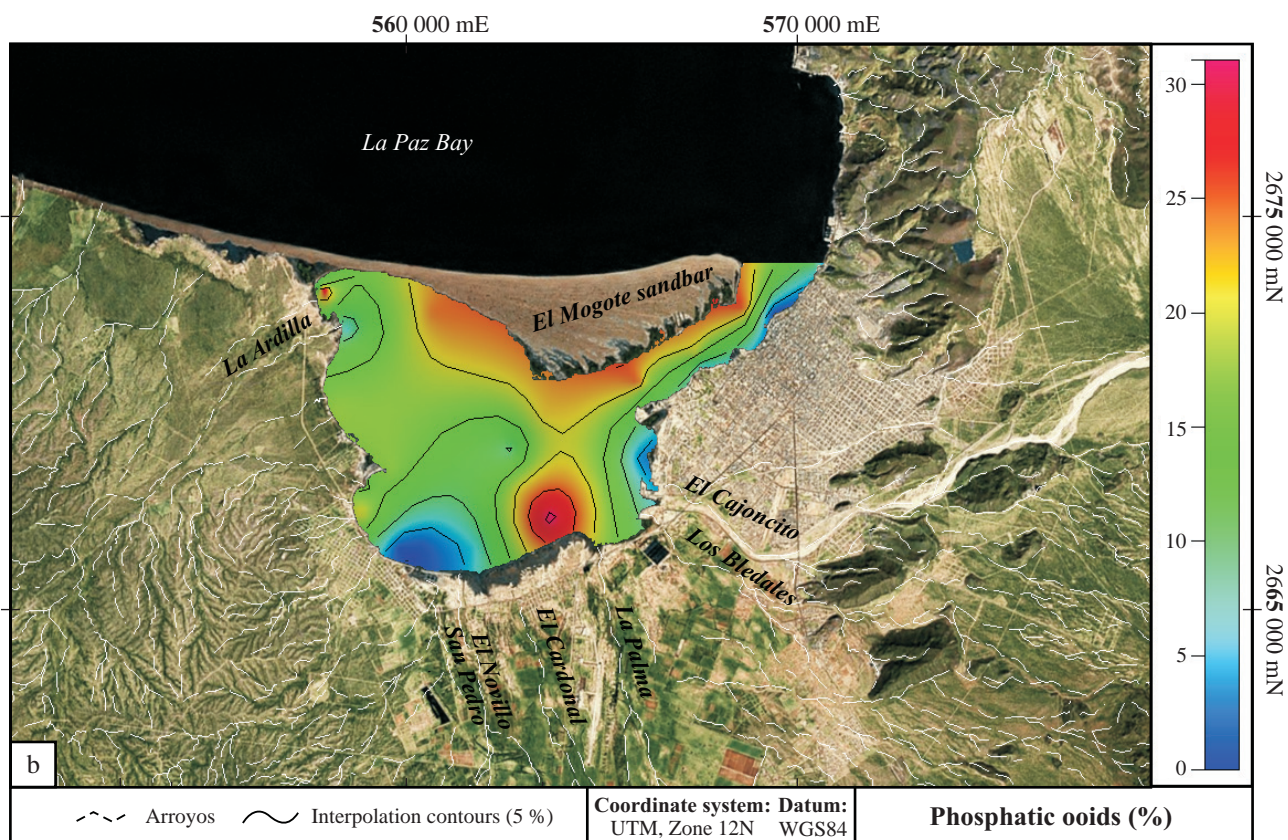 560 000 mE
570 000 mE
La Paz Bay
El Mogote sandbar
La Ardilla
El Cajoncito
Los Bledales
San Pedro
El Novillo
El Cardonal
La Palma
30
25
20
15
10
5
0
2675 000 mN
2665 000 mN
b
Arroyos
Interpolation contours (5 %)
Coordinate system: Datum:
UTM, Zone 12N WGS84
Phosphatic ooids (%)